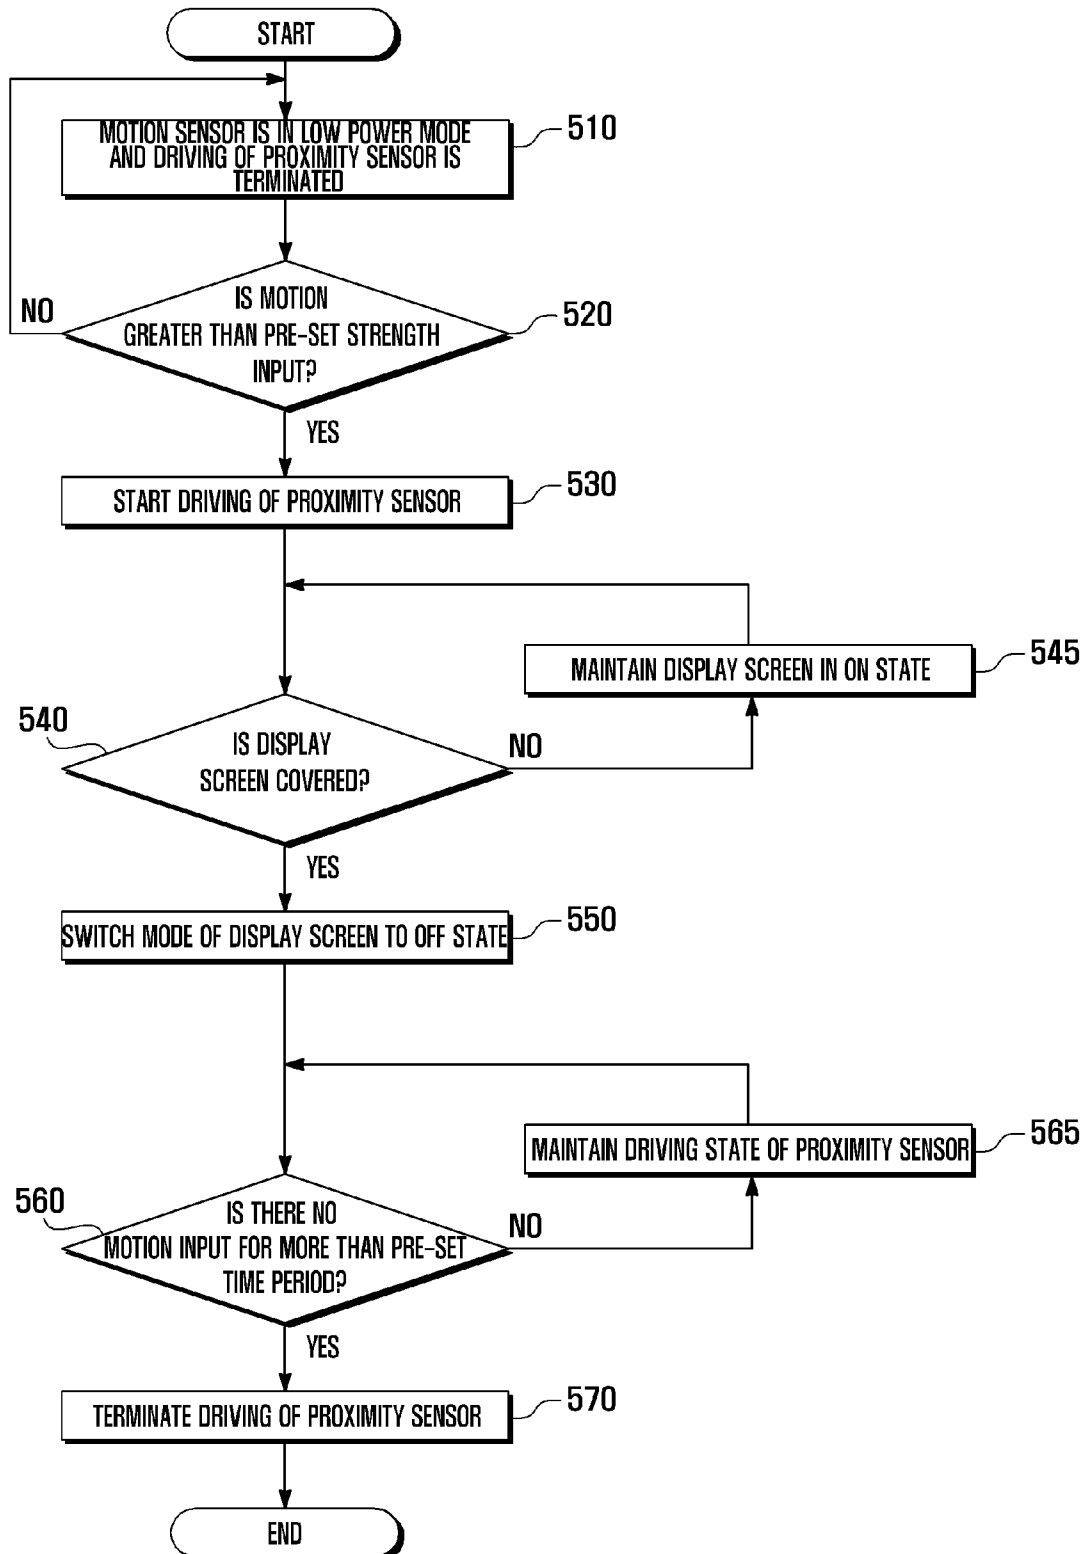 START
MOTION SENSOR IS IN LOW POWER MODE
AND DRIVING OF PROXIMITY SENSOR IS
TERMINATED
510
NO
IS MOTION
GREATER THAN PRE-SET STRENGTH
INPUT?
520
YES
START DRIVING OF PROXIMITY SENSOR
530
MAINTAIN DISPLAY SCREEN IN ON STATE
545
540
IS DISPLAY
SCREEN COVERED?
NO
YES
SWITCH MODE OF DISPLAY SCREEN TO OFF STATE
550
MAINTAIN DRIVING STATE OF PROXIMITY SENSOR
565
560
IS THERE NO
MOTION INPUT FOR MORE THAN PRE-SET
TIME PERIOD?
NO
YES
TERMINATE DRIVING OF PROXIMITY SENSOR
570
END